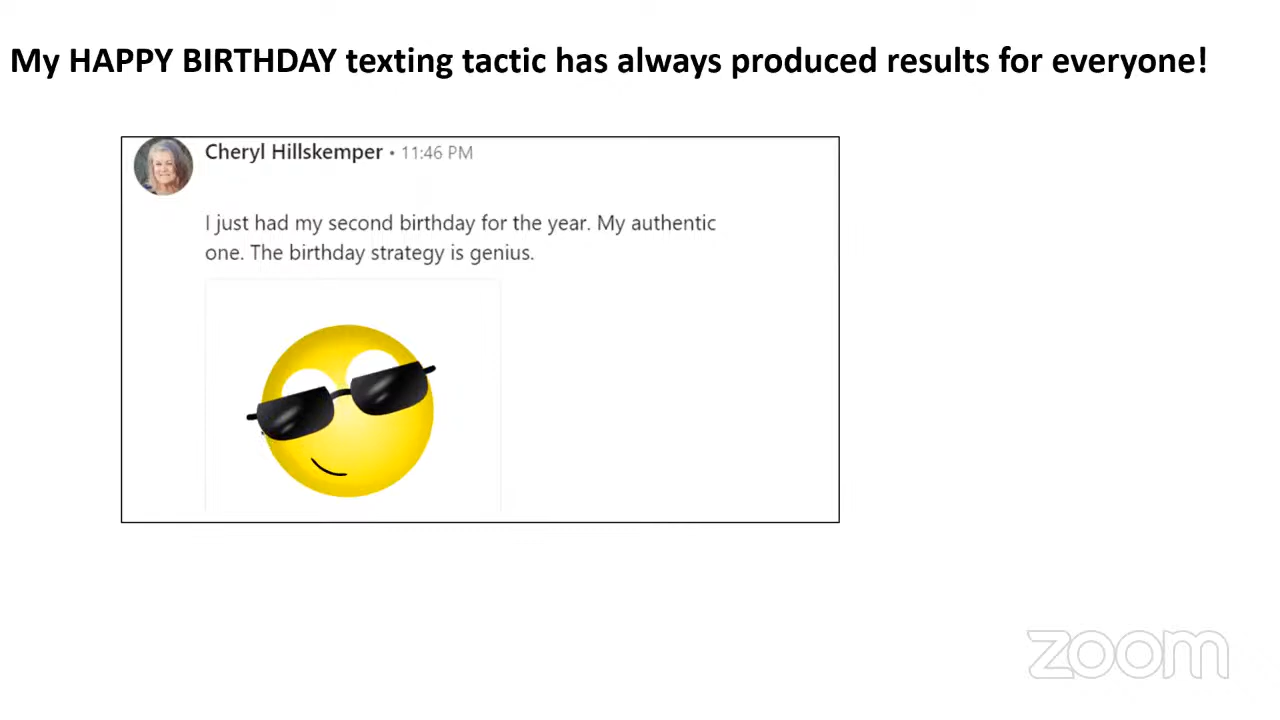 My HAPPY BIRTHDAY texting tactic has always produced results for everyone!
Cheryl Hillskemper • 11:46 PM
I just had my second birthday for the year. My authentic
one. The birthday strategy is genius.
zoom